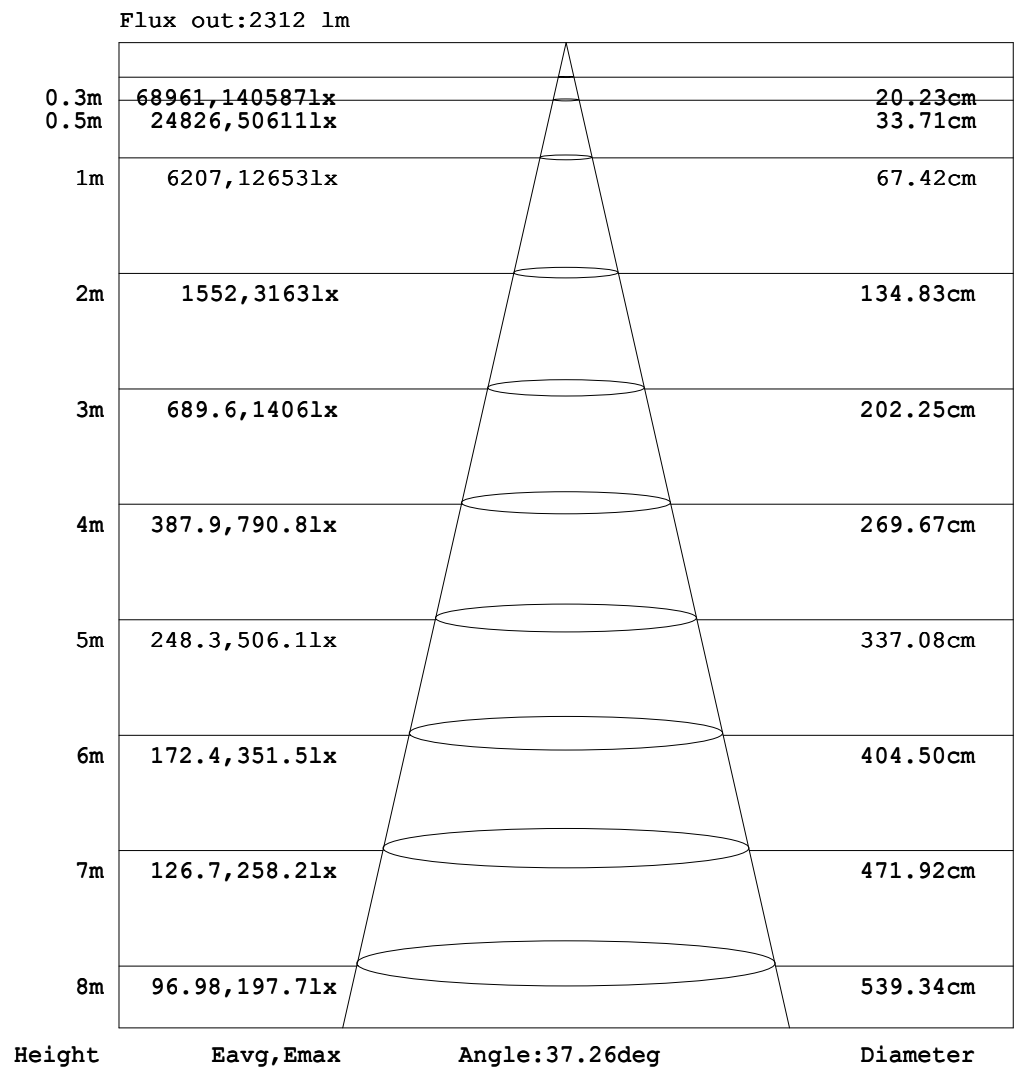 Flux out:2312 lm
0.3m 68961,140587lx 20.23cm
0.5m 24826,50611lx 33.71cm
1m 6207,12653lx 67.42cm
2m 1552,3163lx 134.83cm
3m 689.6,1406lx 202.25cm
4m 387.9,790.8lx 269.67cm
5m 248.3,506.1lx 337.08cm
6m 172.4,351.5lx 404.50cm
7m 126.7,258.2lx 471.92cm
8m 96.98,197.7lx 539.34cm
Height Eavg,Emax Angle:37.26deg Diameter